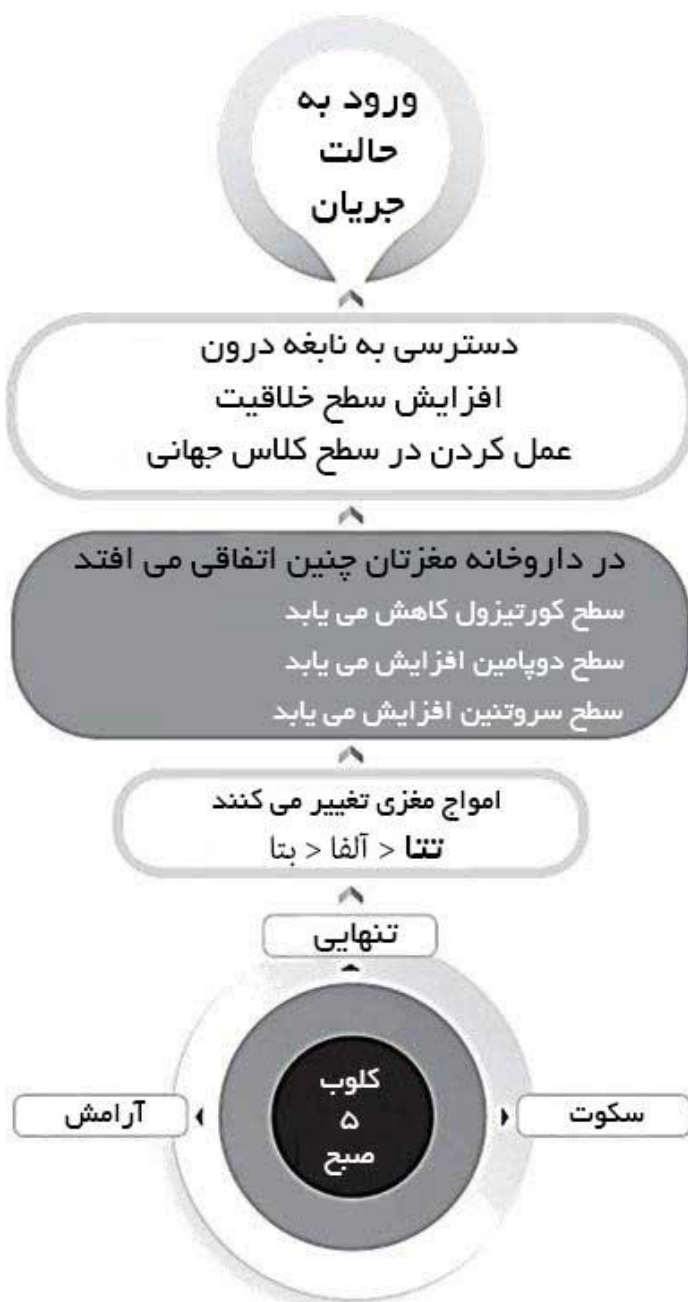 ورود به
حالت
جریان
دسترسی به نابغه درون
افزایش سطح خلاقیت
عمل کردن در سطح کلاس جهانی
در داروخانه مغزتان چنین اتفاقی می افتد
سطح کورتیزول کاهش می یابد
سطح دوپامین افزایش می یابد
سطح سروتنین افزایش می یابد
امواج مغزی تغییر می کنند
تتا > آلفا > بتا
تنهایی
سکوت
کلوب
۵
صبح
آرامش